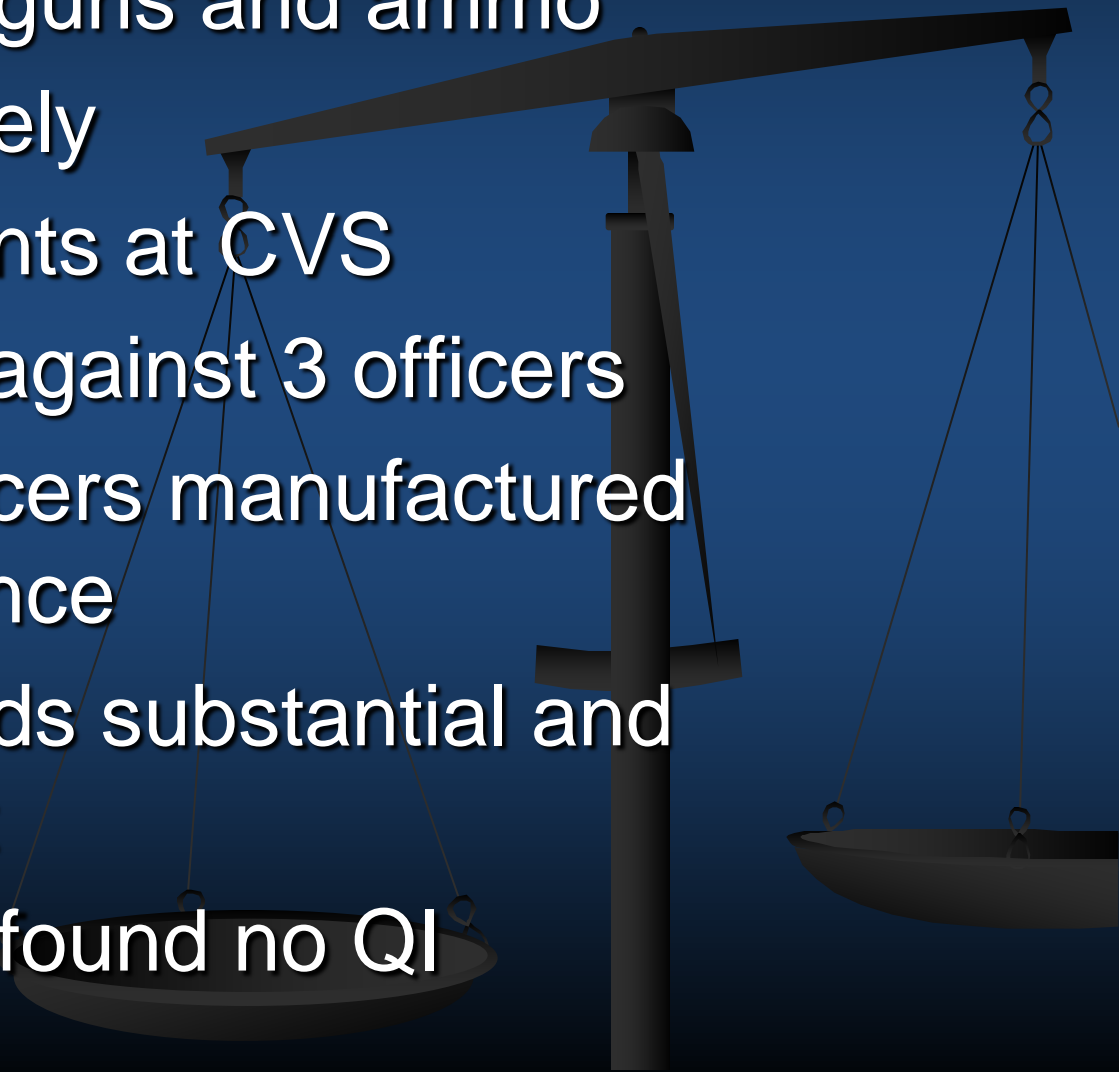 guns and ammo
ely
nts at CVS
against 3 officers
cers manufactured
nce
ds substantial and
found no QI